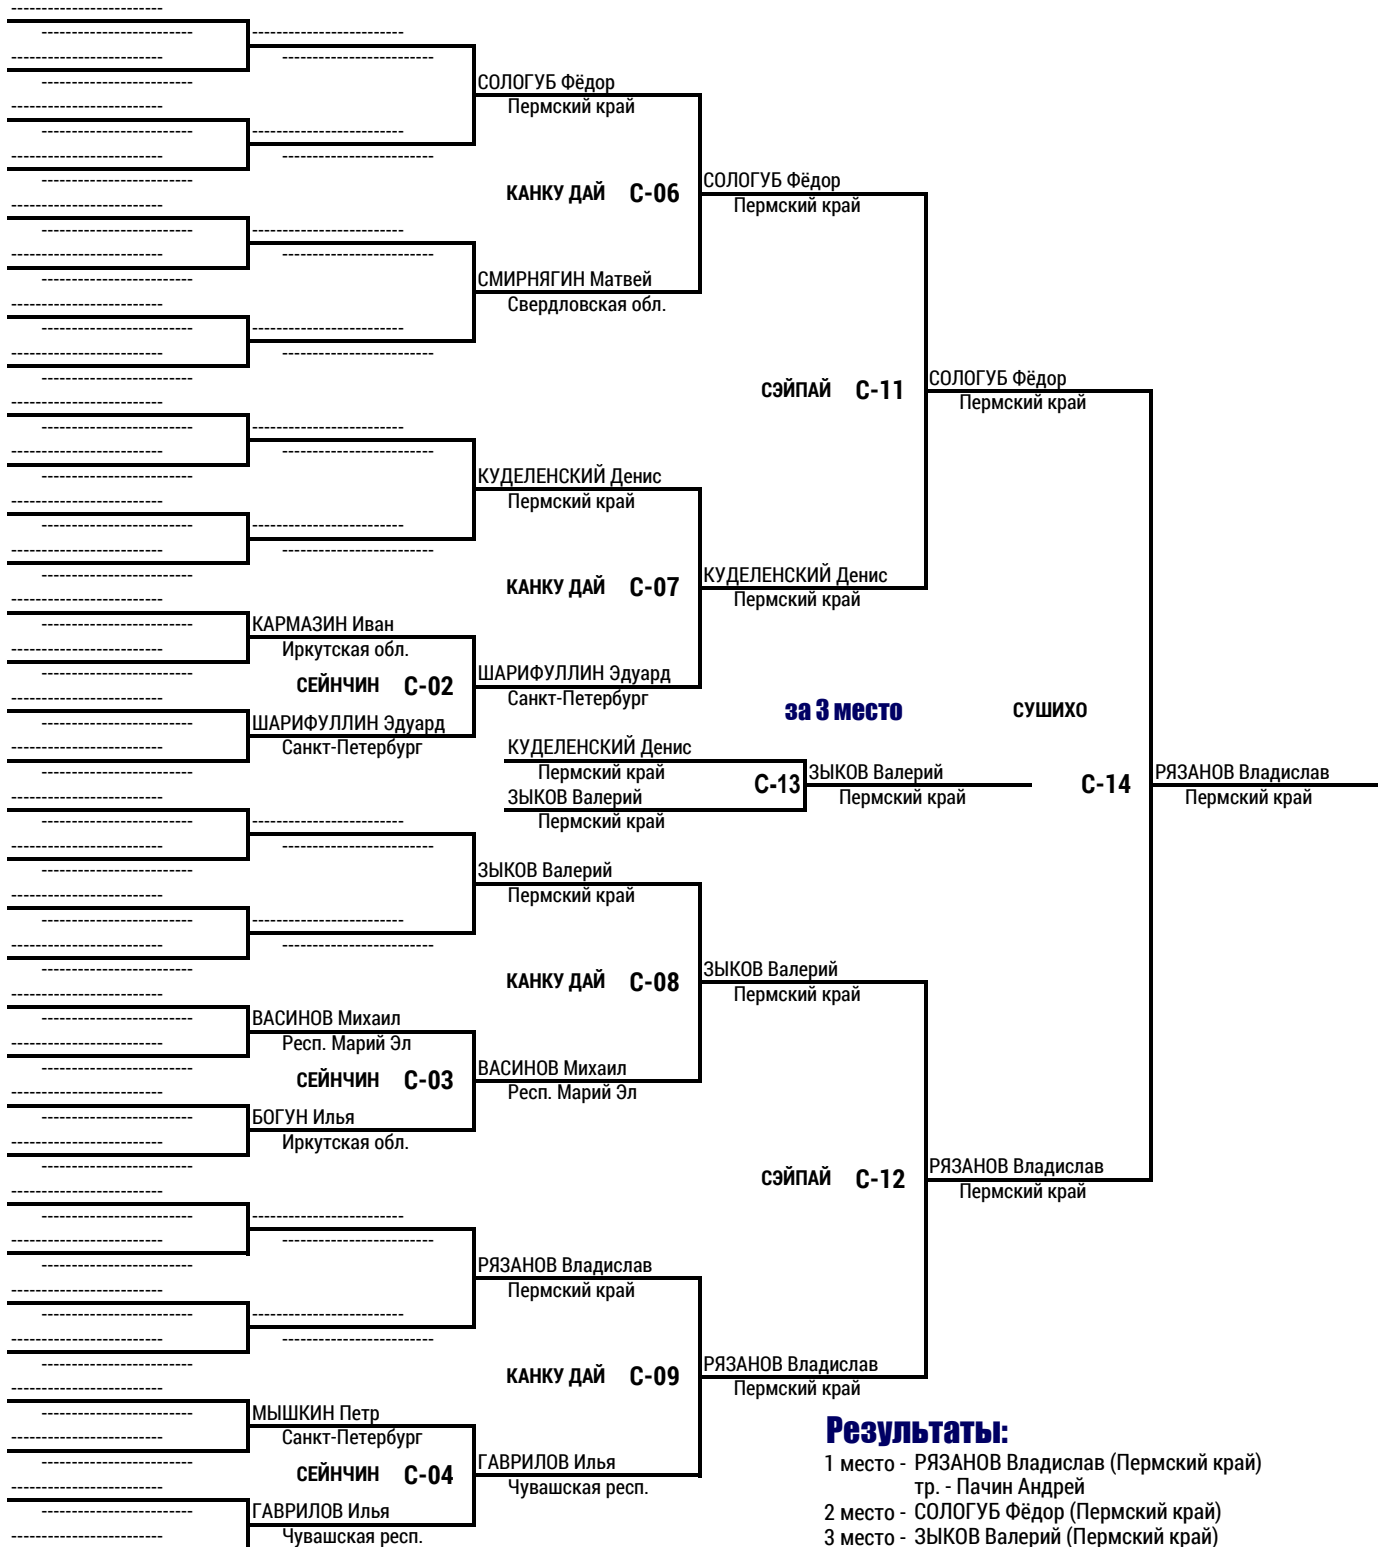 СОЛОГУБ Фёдор
Пермский край
КАНКУ ДАЙ C-06
СОЛОГУБ Фёдор
Пермский край
СМИРНЯГИН Матвей
Свердловская обл.
СЭЙПАЙ C-11
СОЛОГУБ Фёдор
Пермский край
КУДЕЛЕНСКИЙ Денис
Пермский край
КАНКУ ДАЙ C-07
КУДЕЛЕНСКИЙ Денис
Пермский край
КАРМАЗИН Иван
Иркутская обл.
СЕЙНЧИН C-02
ШАРИФУЛЛИН Эдуард
Санкт-Петербург
ШАРИФУЛЛИН Эдуард
Санкт-Петербург
за 3 место
СУШИХО
КУДЕЛЕНСКИЙ Денис
Пермский край
C-13
ЗЫКОВ Валерий
Пермский край
ЗЫКОВ Валерий
Пермский край
C-14
РЯЗАНОВ Владислав
Пермский край
ЗЫКОВ Валерий
Пермский край
КАНКУ ДАЙ C-08
ЗЫКОВ Валерий
Пермский край
ВАСИНОВ Михаил
Респ. Марий Эл
СЕЙНЧИН C-03
ВАСИНОВ Михаил
Респ. Марий Эл
БОГУН Илья
Иркутская обл.
СЭЙПАЙ C-12
РЯЗАНОВ Владислав
Пермский край
РЯЗАНОВ Владислав
Пермский край
КАНКУ ДАЙ C-09
РЯЗАНОВ Владислав
Пермский край
МЫШКИН Петр
Санкт-Петербург
СЕЙНЧИН C-04
ГАВРИЛОВ Илья
Чувашская респ.
ГАВРИЛОВ Илья
Чувашская респ.
Результаты:
1 место - РЯЗАНОВ Владислав (Пермский край)
тр. - Пачин Андрей
2 место - СОЛОГУБ Фёдор (Пермский край)
3 место - ЗЫКОВ Валерий (Пермский край)